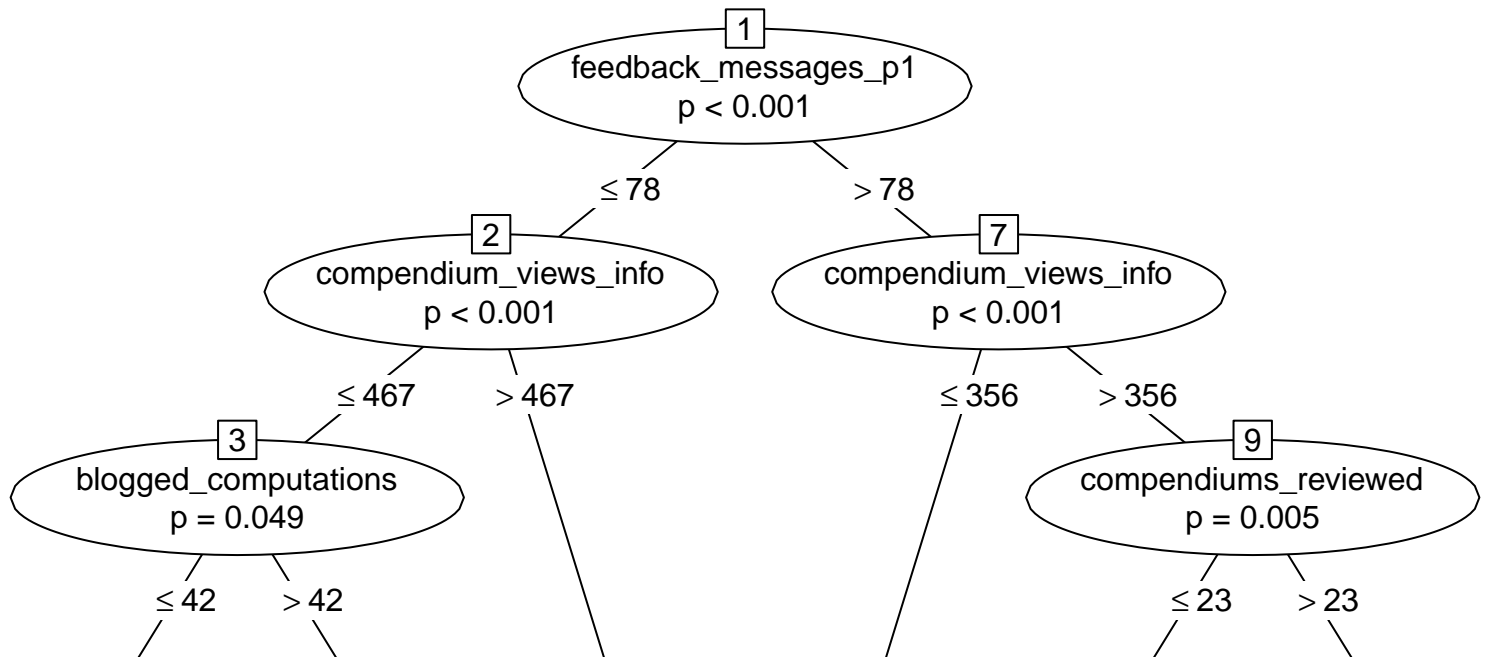 1
feedback_messages_p1
p < 0.001
≤ 78
> 78
2
compendium_views_info
p < 0.001
7
compendium_views_info
p < 0.001
≤ 467
> 467
≤ 356
> 356
3
blogged_computations
p = 0.049
9
compendiums_reviewed
p = 0.005
≤ 42
> 42
≤ 23
> 23